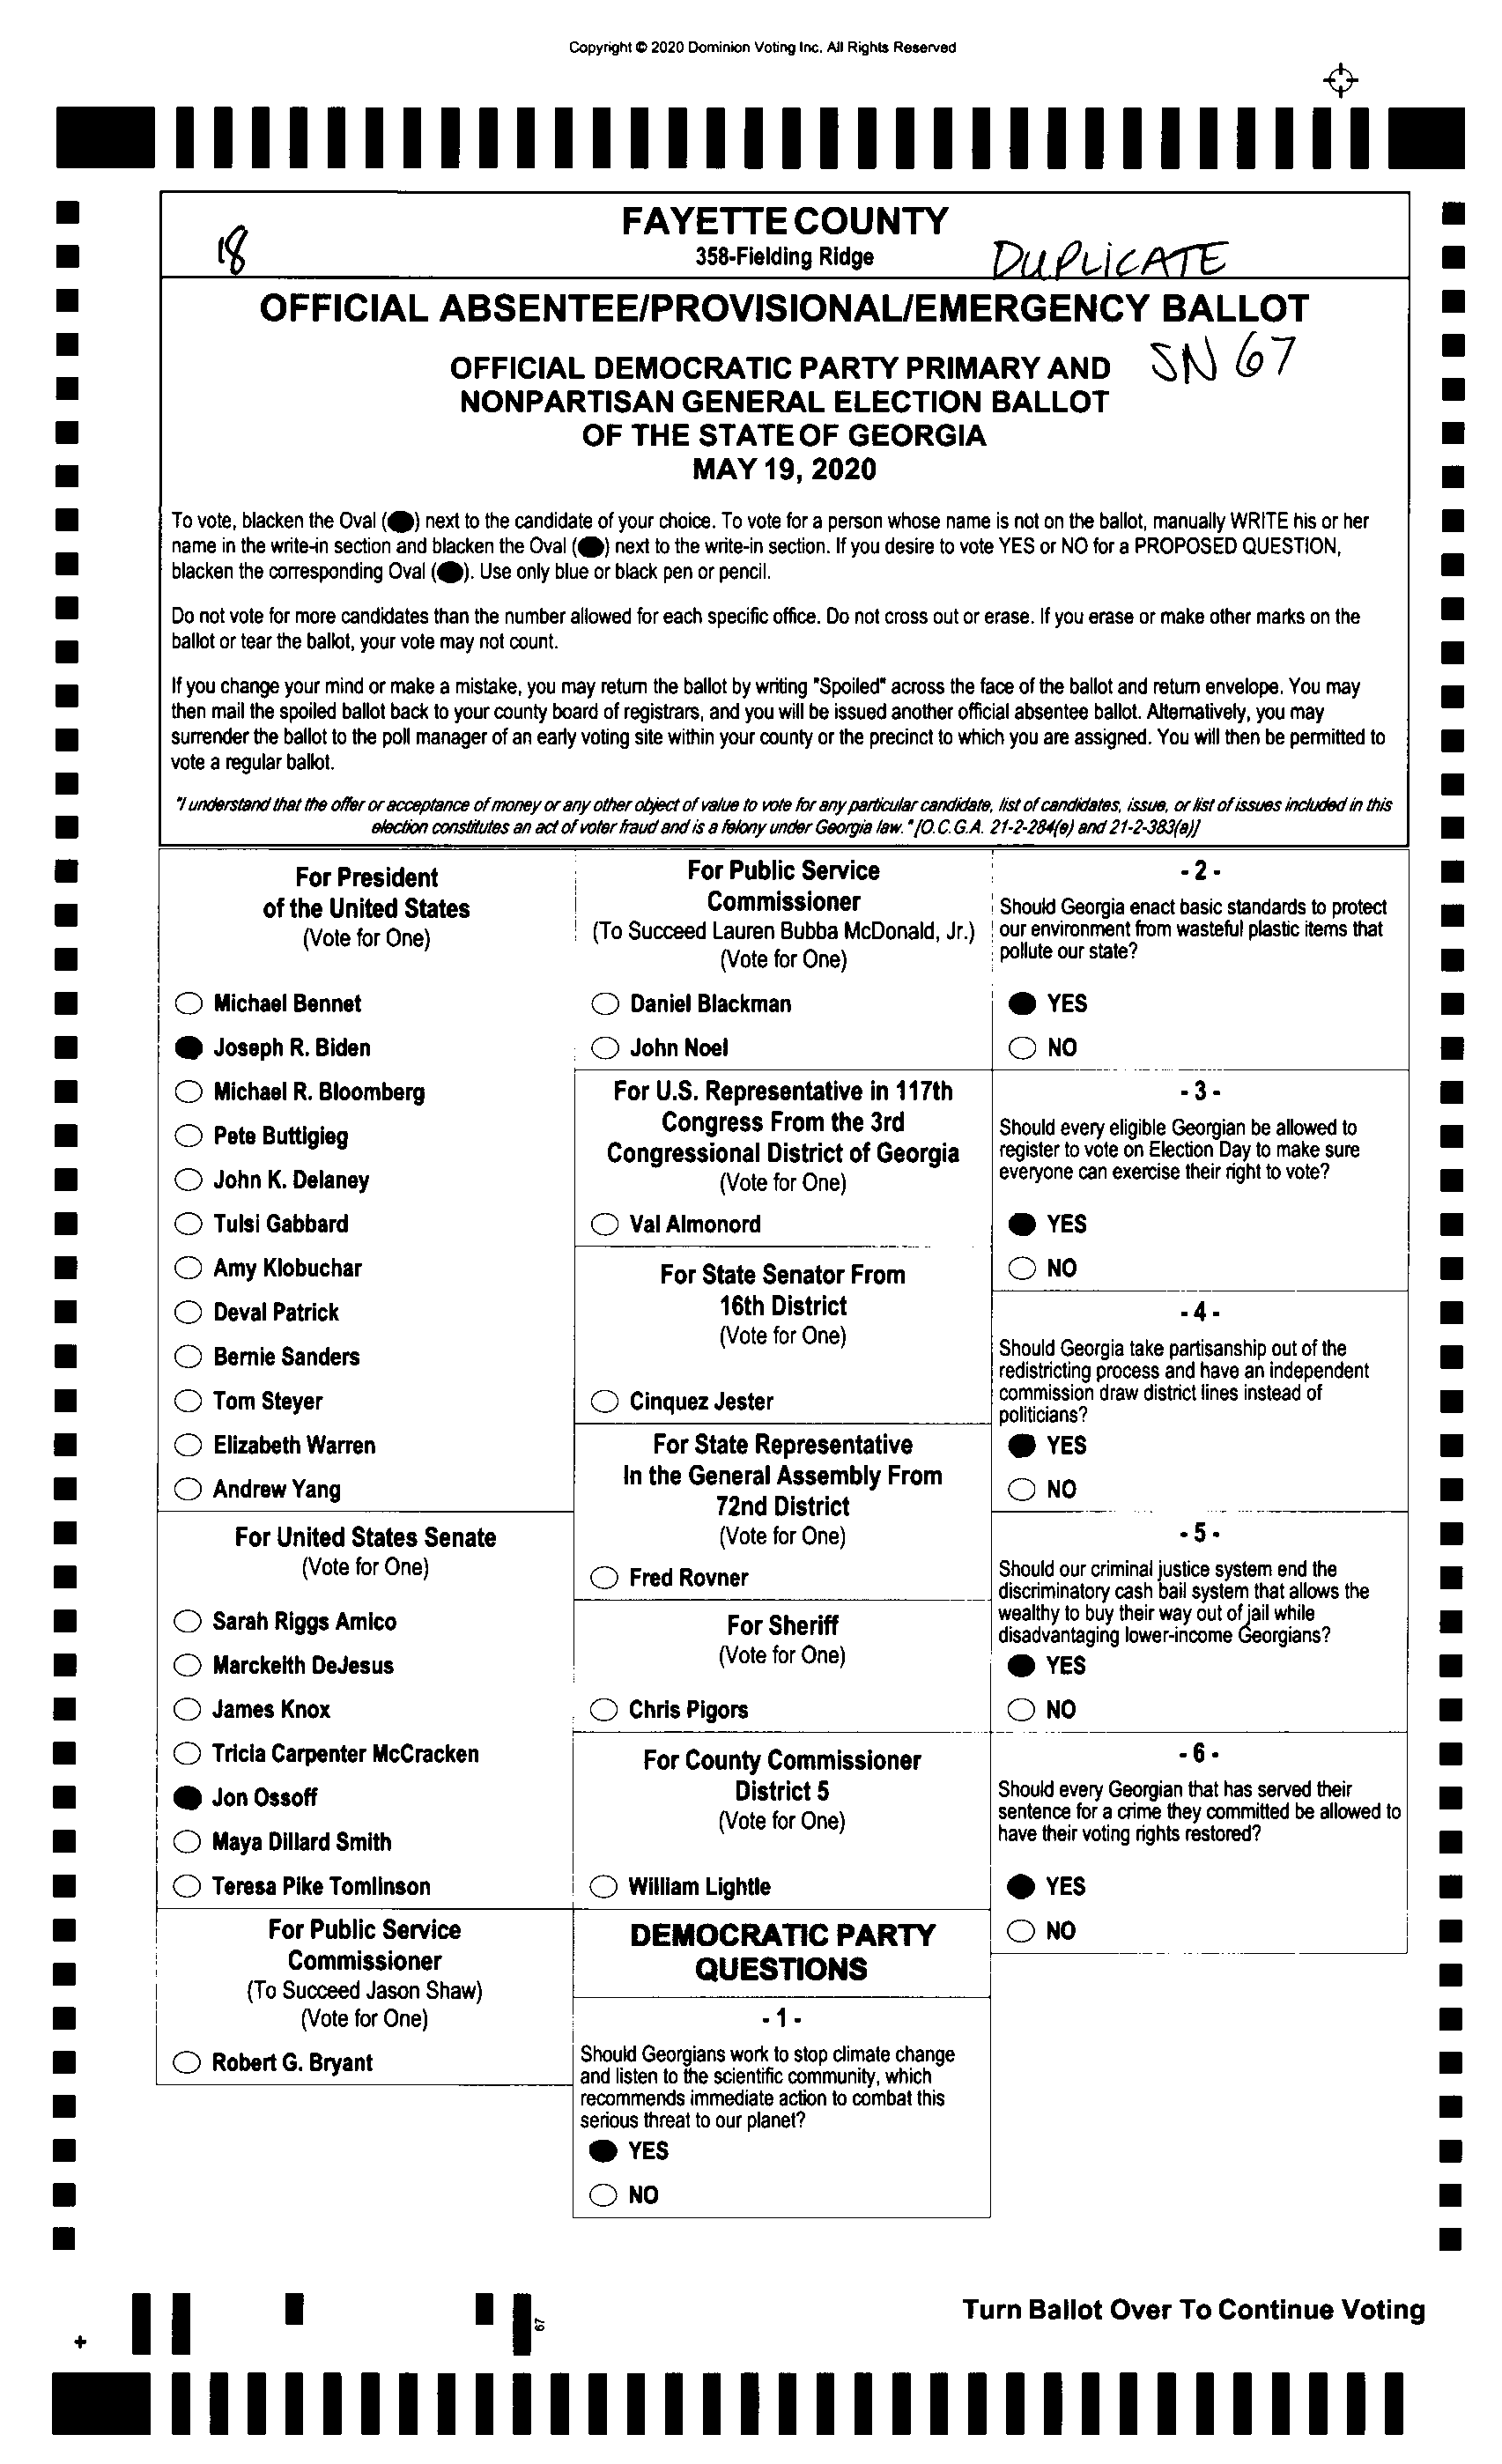 Copyright © 2020 Dominion Voting Inc. All Rights Reserved
FAYETTE COUNTY
18
358-Fielding Ridge
DUPLICATE
OFFICIAL ABSENTEE/PROVISIONAL/EMERGENCY BALLOT
SN 67
OFFICIAL DEMOCRATIC PARTY PRIMARY AND
NONPARTISAN GENERAL ELECTION BALLOT
OF THE STATE OF GEORGIA
MAY 19, 2020
To vote, blacken the Oval (●) next to the candidate of your choice. To vote for a person whose name is not on the ballot, manually WRITE his or her
name in the write-in section and blacken the Oval (●) next to the write-in section. If you desire to vote YES or NO for a PROPOSED QUESTION,
blacken the corresponding Oval (●). Use only blue or black pen or pencil.
Do not vote for more candidates than the number allowed for each specific office. Do not cross out or erase. If you erase or make other marks on the
ballot or tear the ballot, your vote may not count.
If you change your mind or make a mistake, you may return the ballot by writing "Spoiled" across the face of the ballot and return envelope. You may
then mail the spoiled ballot back to your county board of registrars, and you will be issued another official absentee ballot. Alternatively, you may
surrender the ballot to the poll manager of an early voting site within your county or the precinct to which you are assigned. You will then be permitted to
vote a regular ballot.
"I understand that the offer or acceptance of money or any other object of value to vote for any particular candidate, list of candidates, issue, or list of issues included in this
election constitutes an act of voter fraud and is a felony under Georgia law." [O.C.G.A. 21-2-284(e) and 21-2-383(a)]
For President
of the United States
(Vote for One)
Michael Bennet
Joseph R. Biden
Michael R. Bloomberg
Pete Buttigieg
John K. Delaney
Tulsi Gabbard
Amy Klobuchar
Deval Patrick
Bernie Sanders
Tom Steyer
Elizabeth Warren
Andrew Yang
For United States Senate
(Vote for One)
Sarah Riggs Amico
Marckeith DeJesus
James Knox
Tricia Carpenter McCracken
Jon Ossoff
Maya Dillard Smith
Teresa Pike Tomlinson
For Public Service
Commissioner
(To Succeed Jason Shaw)
(Vote for One)
Robert G. Bryant
For Public Service
Commissioner
(To Succeed Lauren Bubba McDonald, Jr.)
(Vote for One)
Daniel Blackman
John Noel
For U.S. Representative in 117th
Congress From the 3rd
Congressional District of Georgia
(Vote for One)
Val Almonord
For State Senator From
16th District
(Vote for One)
Cinquez Jester
For State Representative
In the General Assembly From
72nd District
(Vote for One)
Fred Rovner
For Sheriff
(Vote for One)
Chris Pigors
For County Commissioner
District 5
(Vote for One)
William Lightle
DEMOCRATIC PARTY
QUESTIONS
- 1 -
Should Georgians work to stop climate change
and listen to the scientific community, which
recommends immediate action to combat this
serious threat to our planet?
YES
NO
- 2 -
Should Georgia enact basic standards to protect
our environment from wasteful plastic items that
pollute our state?
YES
NO
- 3 -
Should every eligible Georgian be allowed to
register to vote on Election Day to make sure
everyone can exercise their right to vote?
YES
NO
- 4 -
Should Georgia take partisanship out of the
redistricting process and have an independent
commission draw district lines instead of
politicians?
YES
NO
- 5 -
Should our criminal justice system end the
discriminatory cash bail system that allows the
wealthy to buy their way out of jail while
disadvantaging lower-income Georgians?
YES
NO
- 6 -
Should every Georgian that has served their
sentence for a crime they committed be allowed to
have their voting rights restored?
YES
NO
Turn Ballot Over To Continue Voting
67